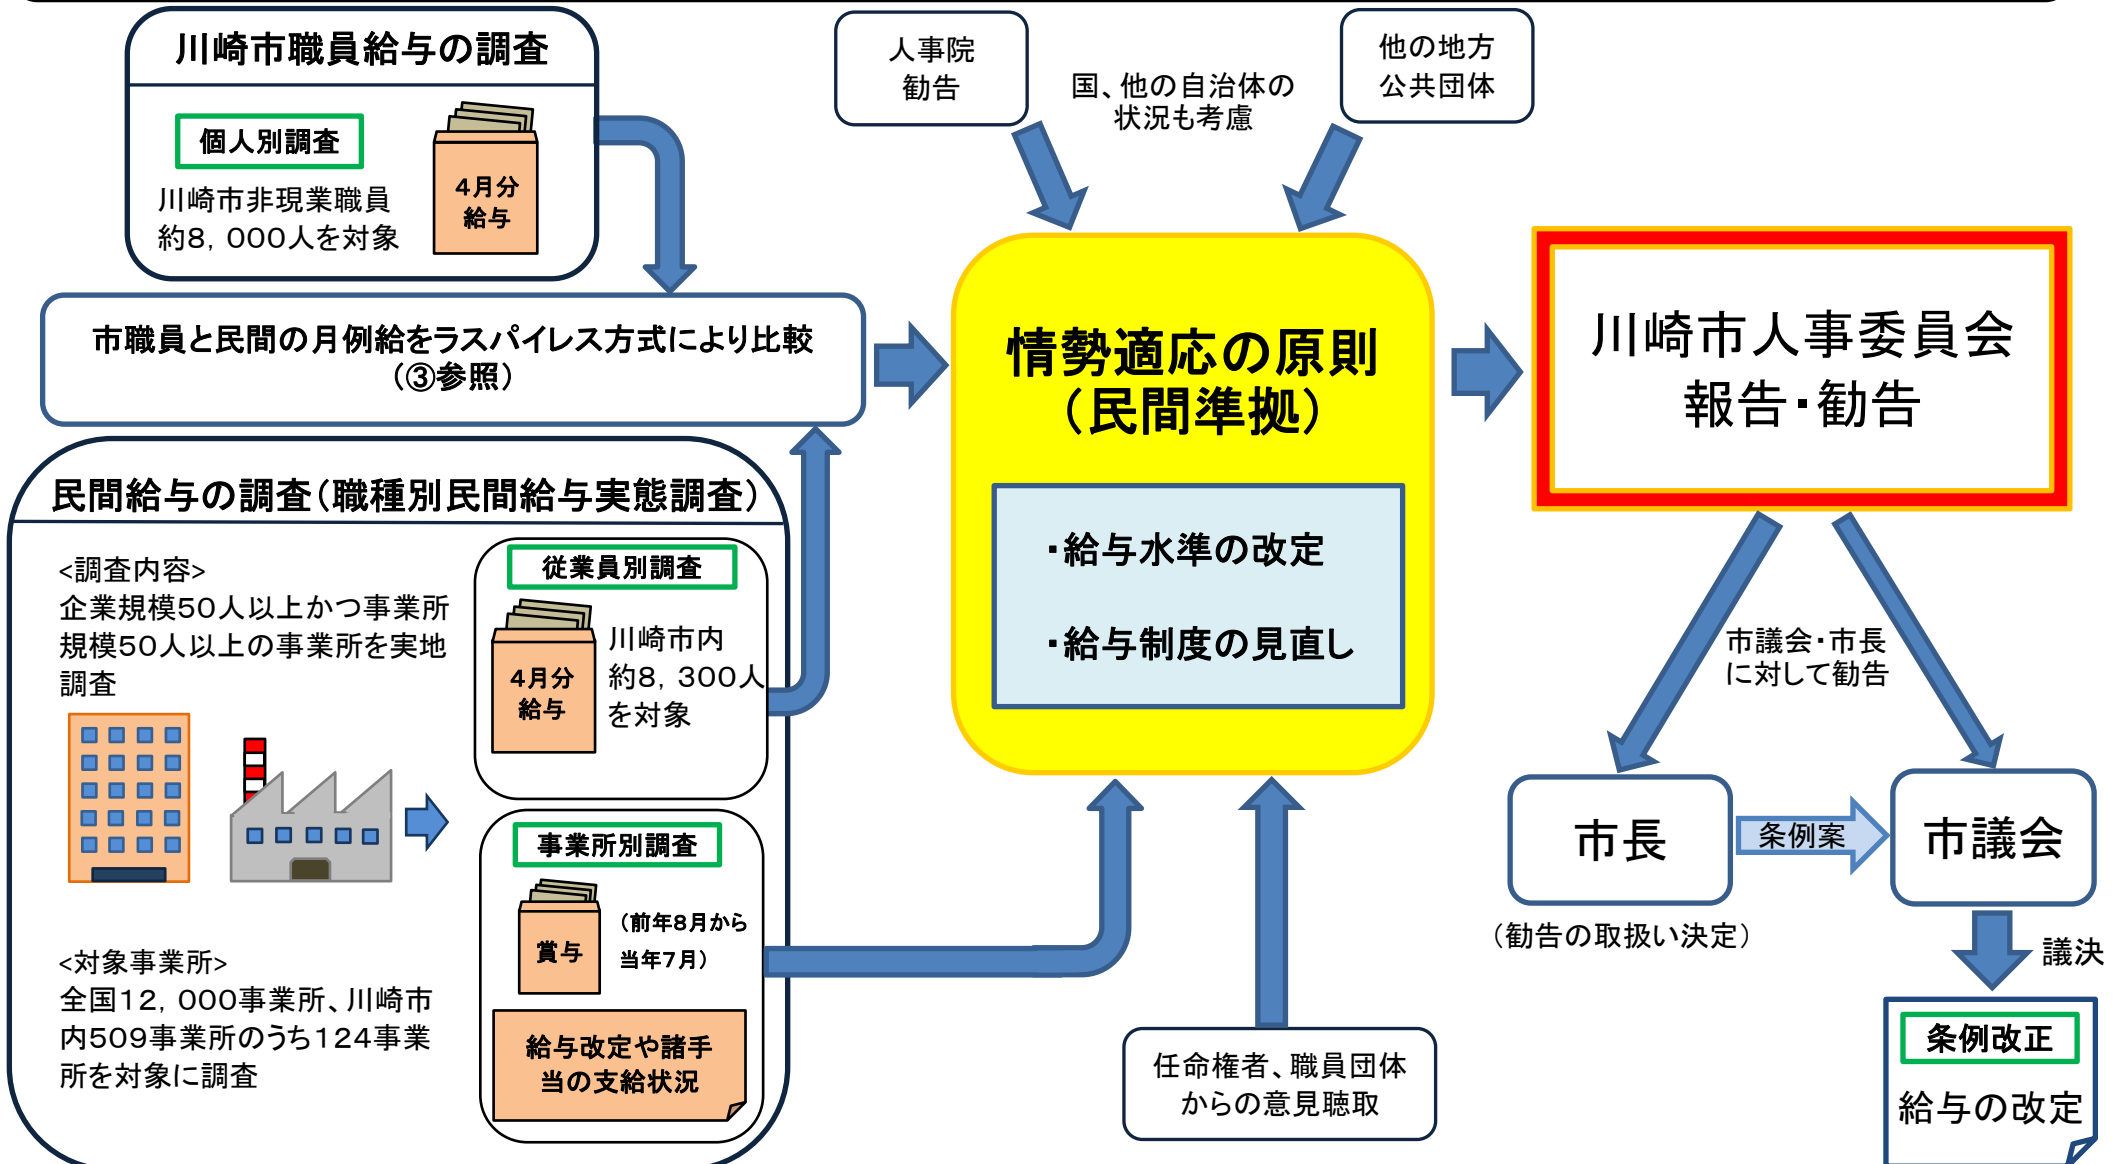 川崎市職員給与の調査
個人別調査
川崎市非現業職員
約8，000人を対象
4月分
給与
人事院
勧告
国、他の自治体の
状況も考慮
他の地方
公共団体
市職員と民間の月例給をラスパイレス方式により比較
（③参照）
情勢適応の原則
（民間準拠）
・給与水準の改定
・給与制度の見直し
川崎市人事委員会
報告・勧告
民間給与の調査（職種別民間給与実態調査）
<調査内容>
企業規模50人以上かつ事業所
規模50人以上の事業所を実地
調査
従業員別調査
4月分
給与
川崎市内
約8，300人
を対象
事業所別調査
賞与
（前年8月から
当年7月）
給与改定や諸手
当の支給状況
<対象事業所>
全国12，000事業所、川崎市
内509事業所のうち124事業
所を対象に調査
任命権者、職員団体
からの意見聴取
市議会・市長
に対して勧告
市長
条例案
市議会
（勧告の取扱い決定）
議決
条例改正
給与の改定